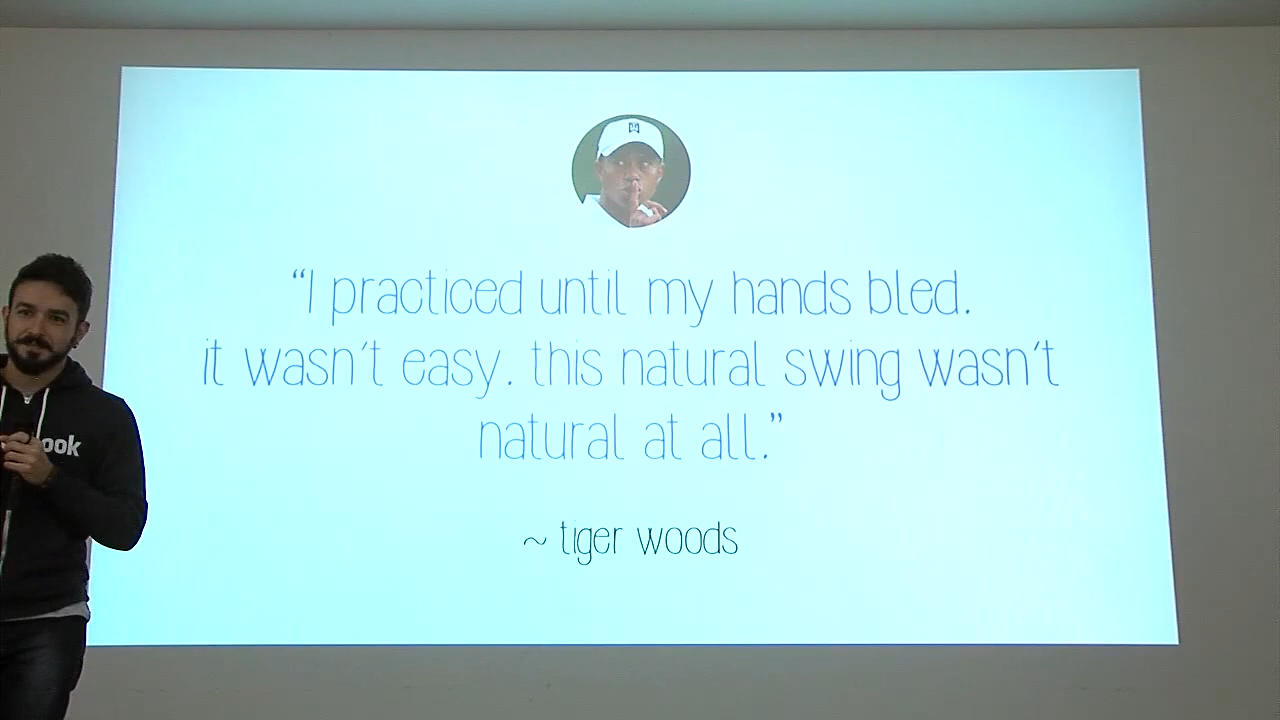 “I practiced until my hands bled.
it wasn’t easy. this natural swing wasn’t
natural at all.”
~ tiger woods
ook